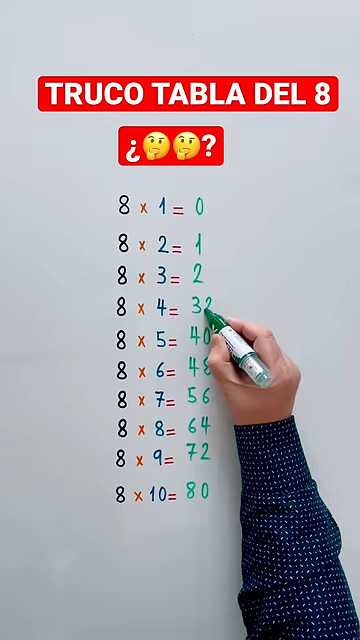 TRUCO TABLA DEL 8
¿🤔🤔?
8 × 1 = 0
8 × 2 = 1
8 × 3 = 2
8 × 4 = 32
8 × 5 = 40
8 × 6 = 48
8 × 7 = 56
8 × 8 = 64
8 × 9 = 72
8 × 10 = 80